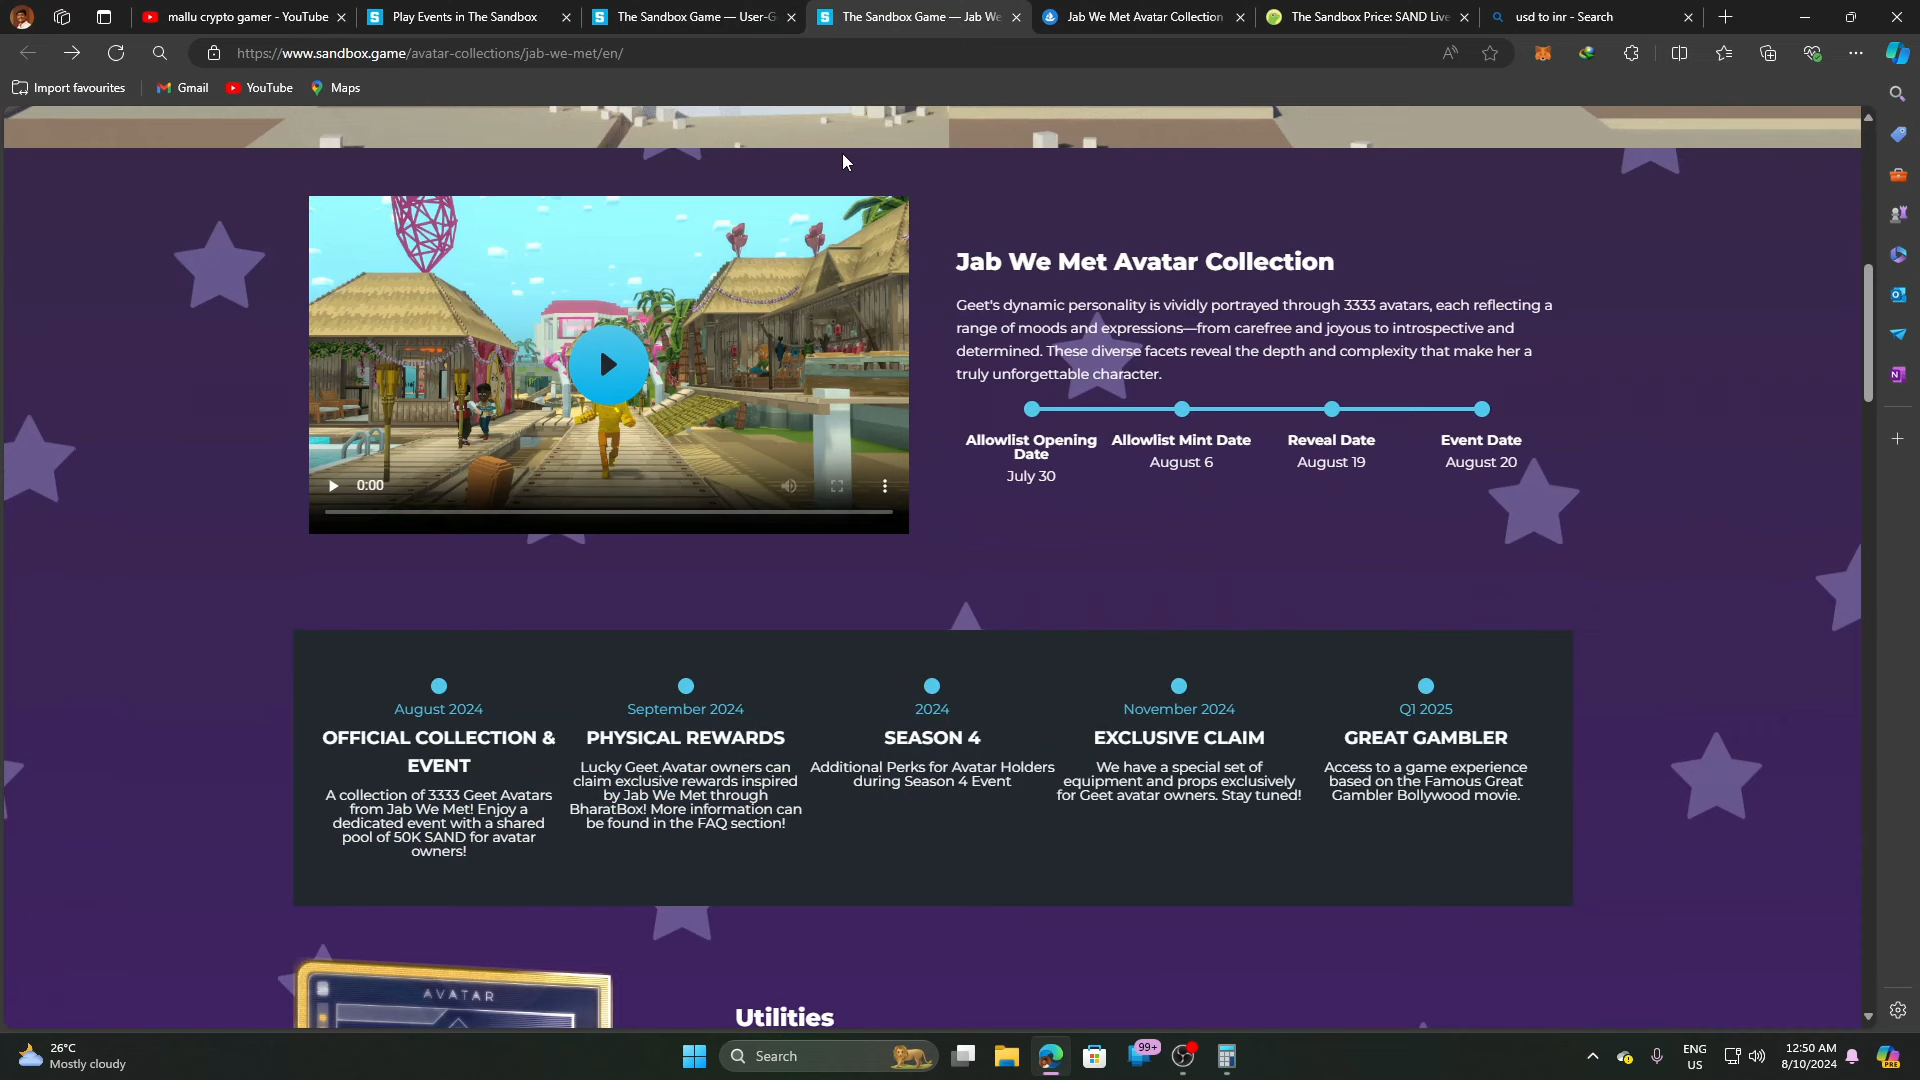 mallu crypto gamer - YouTube
Play Events in The Sandbox
The Sandbox Game — User-G
The Sandbox Game — Jab We
Jab We Met Avatar Collection
The Sandbox Price: SAND Live
usd to inr - Search
https://www.sandbox.game/avatar-collections/jab-we-met/en/
Import favourites
Gmail
YouTube
Maps
Jab We Met Avatar Collection
Geet's dynamic personality is vividly portrayed through 3333 avatars, each reflecting a
range of moods and expressions—from carefree and joyous to introspective and
determined. These diverse facets reveal the depth and complexity that make her a
truly unforgettable character.
Allowlist Opening
Date
July 30
Allowlist Mint Date
August 6
Reveal Date
August 19
Event Date
August 20
0:00
August 2024
OFFICIAL COLLECTION &
EVENT
A collection of 3333 Geet Avatars
from Jab We Met! Enjoy a
dedicated event with a shared
pool of 50K SAND for avatar
owners!
September 2024
PHYSICAL REWARDS
Lucky Geet Avatar owners can
claim exclusive rewards inspired
by Jab We Met through
BharatBox! More information can
be found in the FAQ section!
2024
SEASON 4
Additional Perks for Avatar Holders
during Season 4 Event
November 2024
EXCLUSIVE CLAIM
We have a special set of
equipment and props exclusively
for Geet avatar owners. Stay tuned!
Q1 2025
GREAT GAMBLER
Access to a game experience
based on the Famous Great
Gambler Bollywood movie.
AVATAR
Utilities
26°C
Mostly cloudy
Search
99+
ENG
US
12:50 AM
8/10/2024
PRE